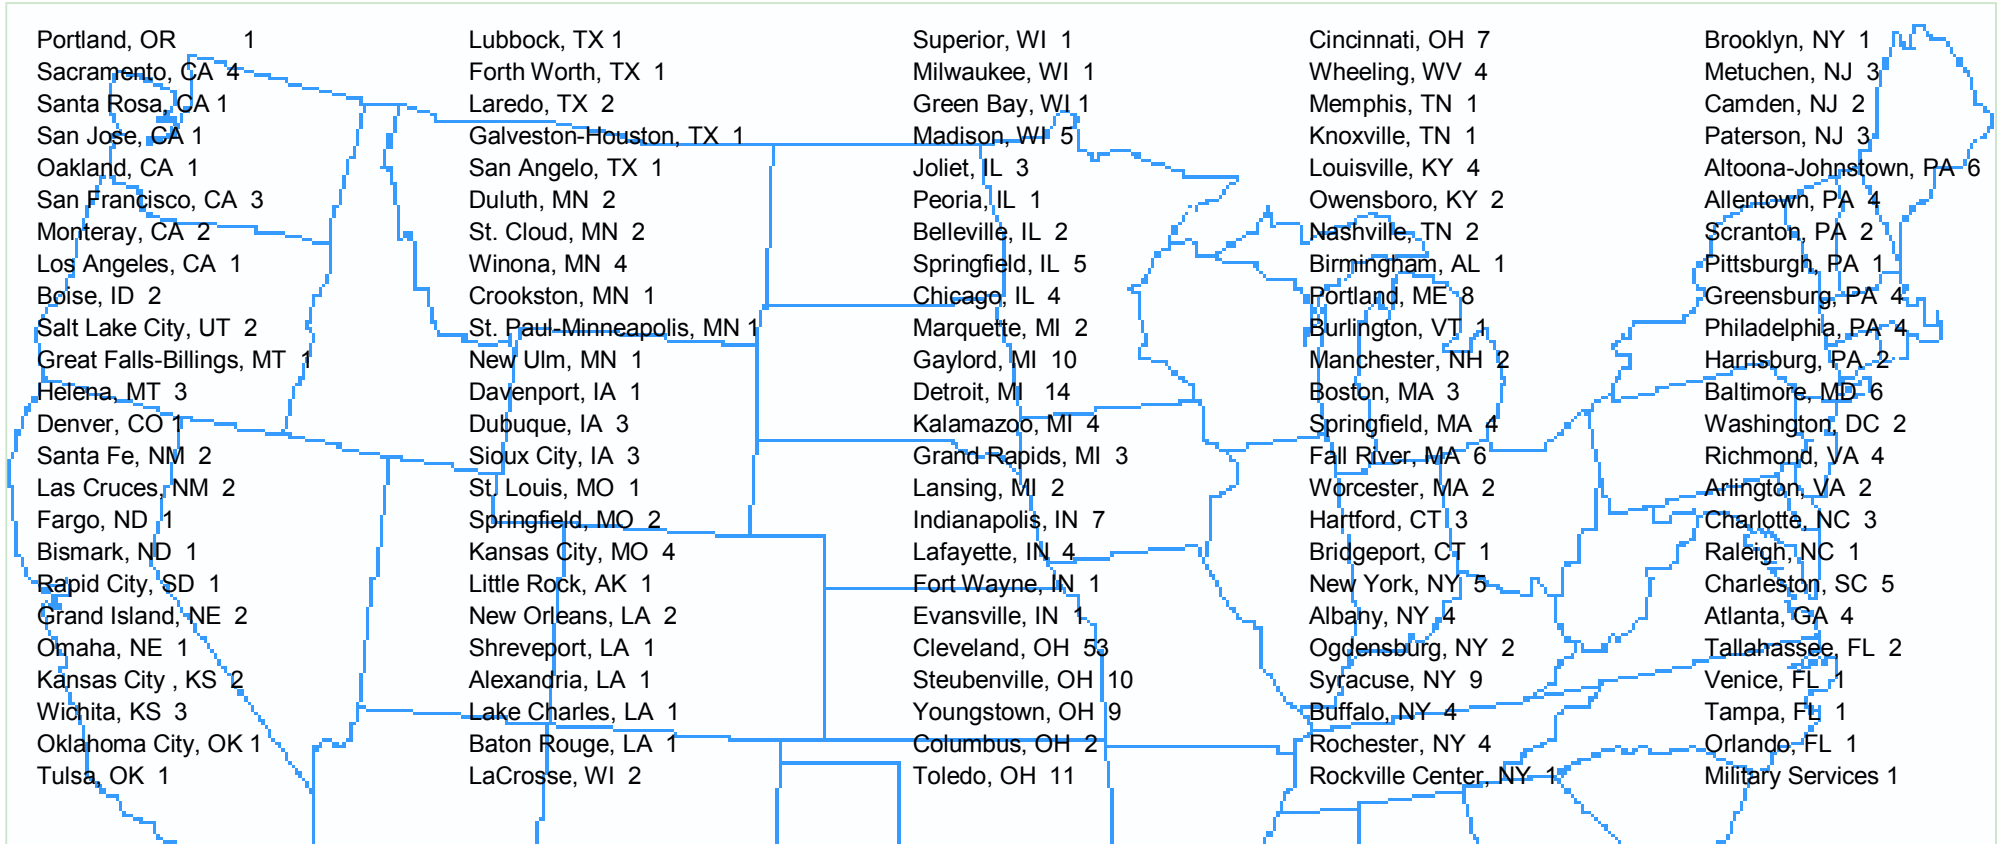 Portland, OR 1
Sacramento, CA 4
Santa Rosa, CA 1
San Jose, CA 1
Oakland, CA 1
San Francisco, CA 3
Monteray, CA 2
Los Angeles, CA 1
Boise, ID 2
Salt Lake City, UT 2
Great Falls-Billings, MT 1
Helena, MT 3
Denver, CO 1
Santa Fe, NM 2
Las Cruces, NM 2
Fargo, ND 1
Bismark, ND 1
Rapid City, SD 1
Grand Island, NE 2
Omaha, NE 1
Kansas City , KS 2
Wichita, KS 3
Oklahoma City, OK 1
Tulsa, OK 1
Lubbock, TX 1
Forth Worth, TX 1
Laredo, TX 2
Galveston-Houston, TX 1
San Angelo, TX 1
Duluth, MN 2
St. Cloud, MN 2
Winona, MN 4
Crookston, MN 1
St. Paul-Minneapolis, MN 1
New Ulm, MN 1
Davenport, IA 1
Dubuque, IA 3
Sioux City, IA 3
St. Louis, MO 1
Springfield, MO 2
Kansas City, MO 4
Little Rock, AK 1
New Orleans, LA 2
Shreveport, LA 1
Alexandria, LA 1
Lake Charles, LA 1
Baton Rouge, LA 1
LaCrosse, WI 2
Superior, WI 1
Milwaukee, WI 1
Green Bay, WI 1
Madison, WI 5
Joliet, IL 3
Peoria, IL 1
Belleville, IL 2
Springfield, IL 5
Chicago, IL 4
Marquette, MI 2
Gaylord, MI 10
Detroit, MI 14
Kalamazoo, MI 4
Grand Rapids, MI 3
Lansing, MI 2
Indianapolis, IN 7
Lafayette, IN 4
Fort Wayne, IN 1
Evansville, IN 1
Cleveland, OH 53
Steubenville, OH 10
Youngstown, OH 9
Columbus, OH 2
Toledo, OH 11
Cincinnati, OH 7
Wheeling, WV 4
Memphis, TN 1
Knoxville, TN 1
Louisville, KY 4
Owensboro, KY 2
Nashville, TN 2
Birmingham, AL 1
Portland, ME 8
Burlington, VT 1
Manchester, NH 2
Boston, MA 3
Springfield, MA 4
Fall River, MA 6
Worcester, MA 2
Hartford, CT 3
Bridgeport, CT 1
New York, NY 5
Albany, NY 4
Ogdensburg, NY 2
Syracuse, NY 9
Buffalo, NY 4
Rochester, NY 4
Rockville Center, NY 1
Brooklyn, NY 1
Metuchen, NJ 3
Camden, NJ 2
Paterson, NJ 3
Altoona-Johnstown, PA 6
Allentown, PA 4
Scranton, PA 2
Pittsburgh, PA 1
Greensburg, PA 4
Philadelphia, PA 4
Harrisburg, PA 2
Baltimore, MD 6
Washington, DC 2
Richmond, VA 4
Arlington, VA 2
Charlotte, NC 3
Raleigh, NC 1
Charleston, SC 5
Atlanta, GA 4
Tallahassee, FL 2
Venice, FL 1
Tampa, FL 1
Orlando, FL 1
Military Services 1